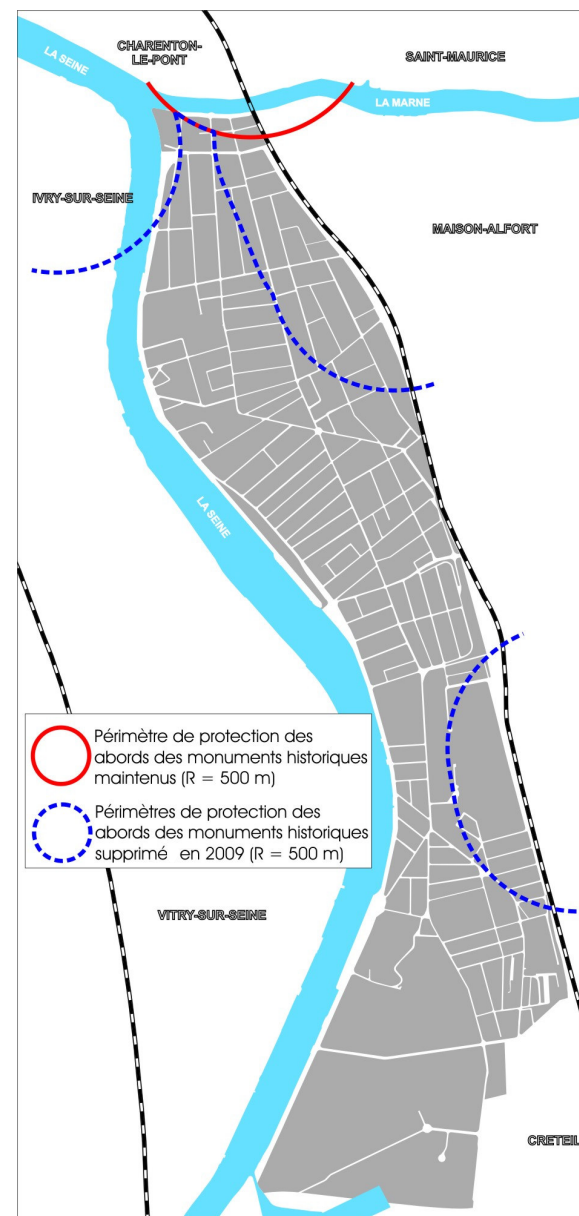 LA SEINE
CHARENTON-
LE-PONT
SAINT-MAURICE
LA MARNE
IVRY-SUR-SEINE
MAISON-ALFORT
LA SEINE
Périmètre de protection des
abords des monuments historiques
maintenus (R = 500 m)
Périmètres de protection des
abords des monuments historiques
supprimé en 2009 (R = 500 m)
VITRY-SUR-SEINE
CRETEIL